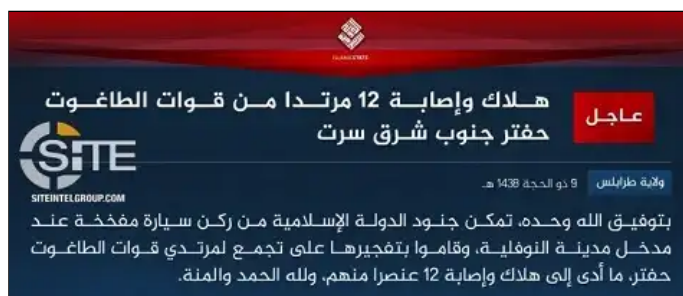 ISLAMIC STATE
عاجل
هلاك وإصابة 12 مرتدا من قوات الطاغوت
حفتر جنوب شرق سرت
SITE
SITEINTELGROUP.COM
ولاية طرابلس 9 ذو الحجة 1438 هـ
بتوفيق الله وحده، تمكن جنود الدولة الإسلامية من ركن سيارة مفخخة عند
مدخل مدينة النوفلية، وقاموا بتفجيرها على تجمع لمرتدي قوات الطاغوت
حفتر، ما أدى إلى هلاك وإصابة 12 عنصرا منهم، ولله الحمد والمنة.